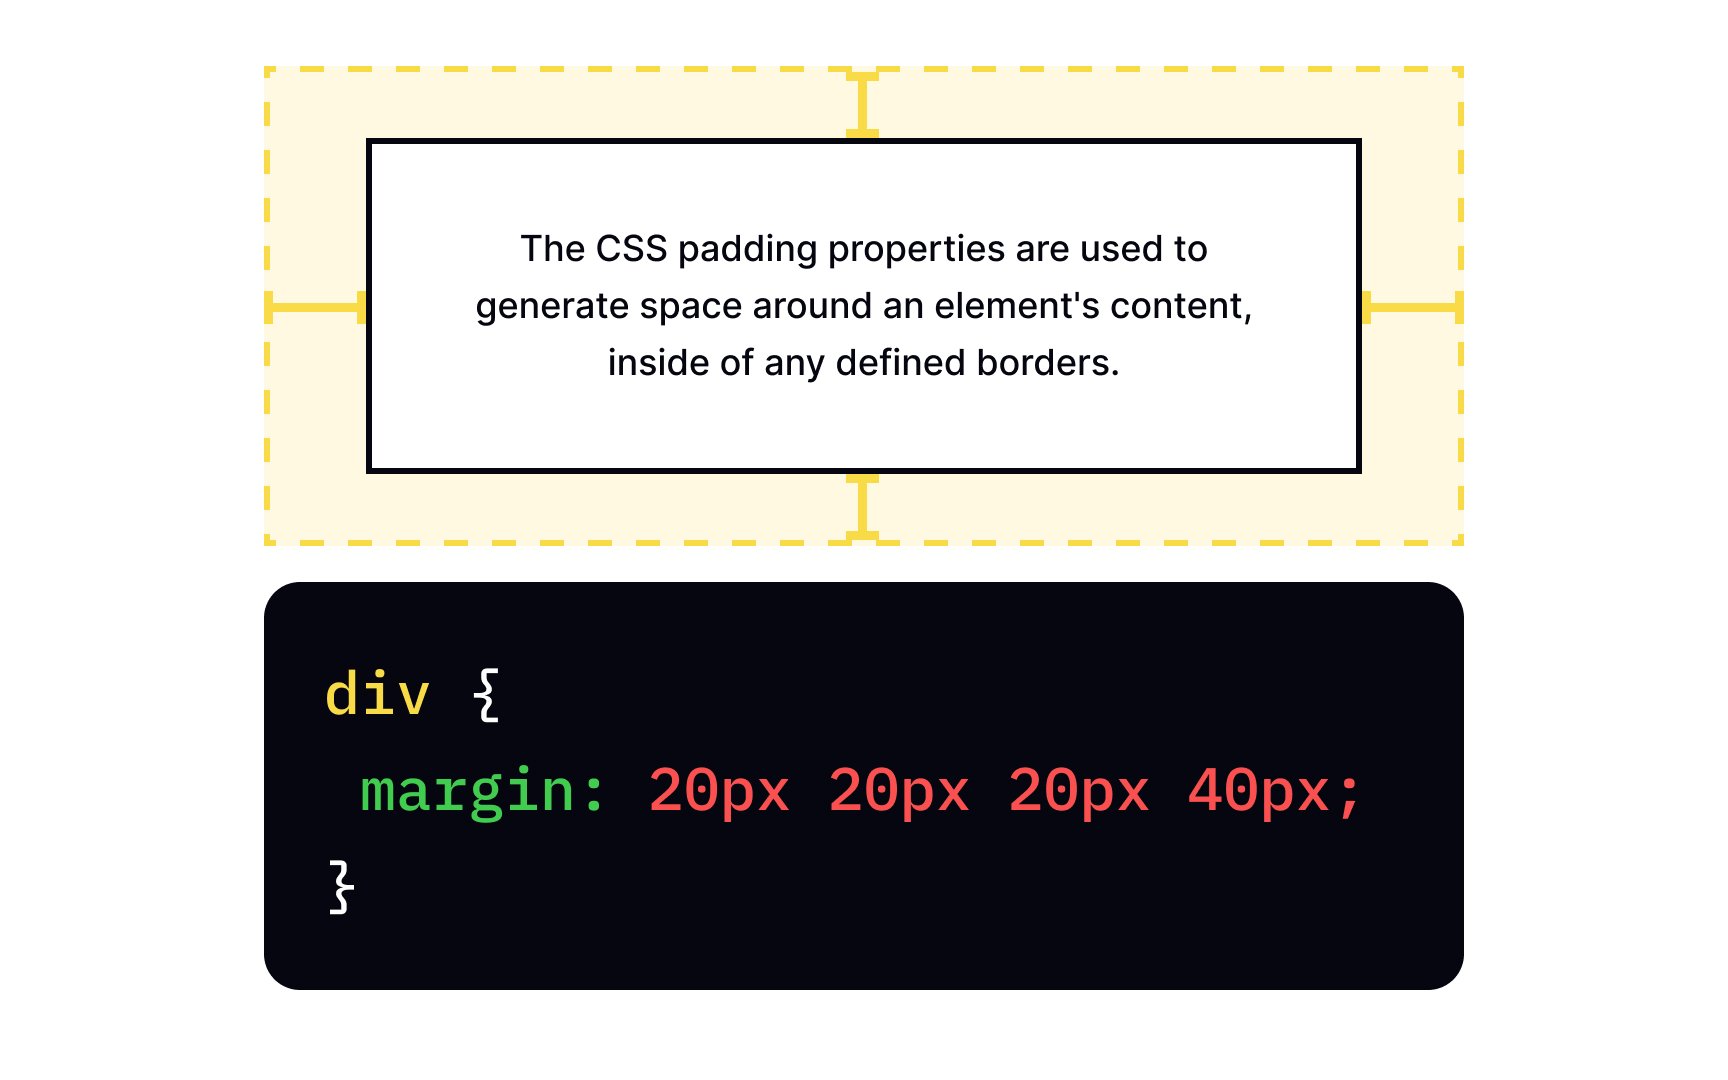 The CSS padding properties are used to
generate space around an element's content,
inside of any defined borders.
div {
margin: 20px 20px 20px 40px;
}